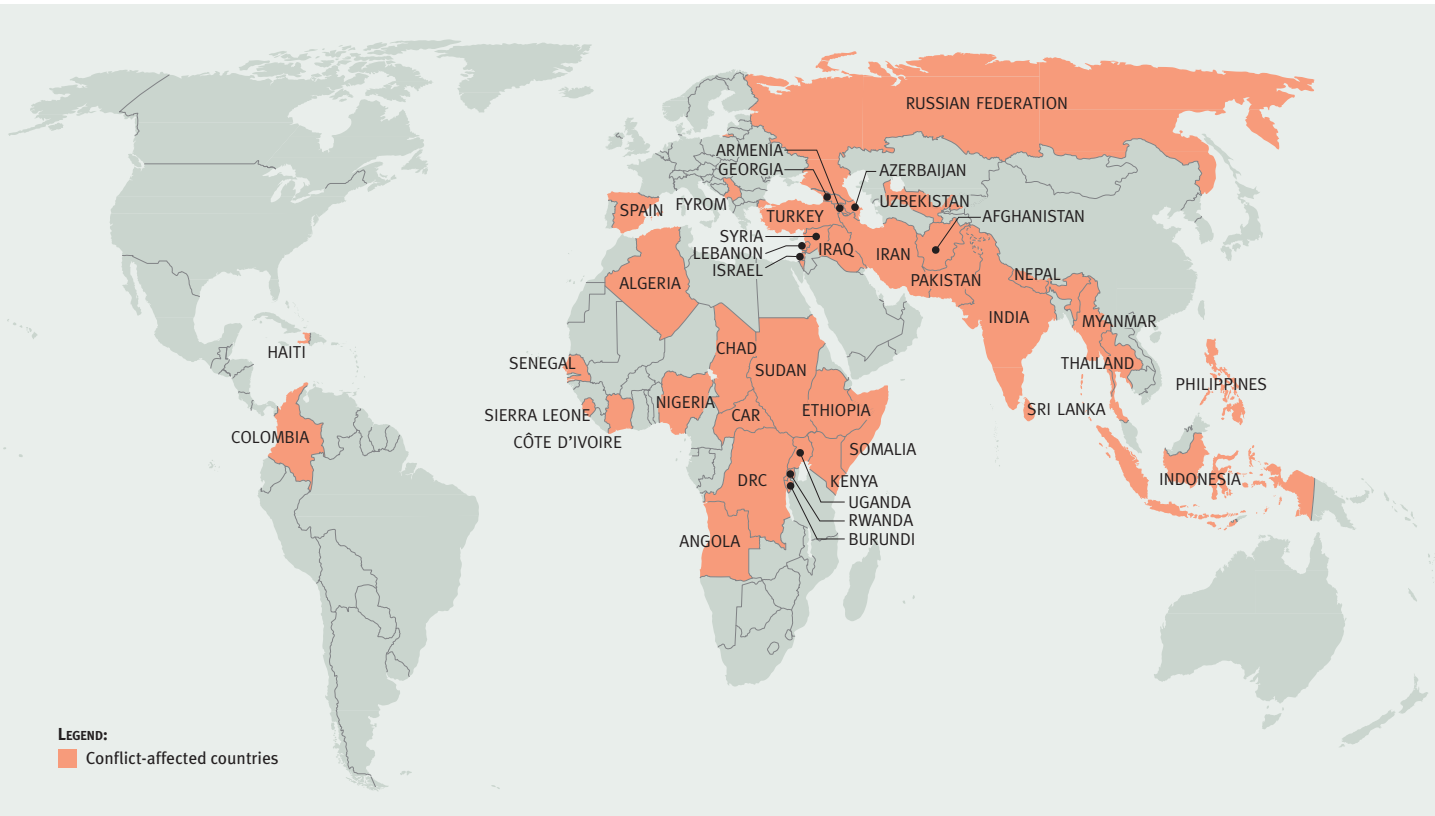 RUSSIAN FEDERATION
ARMENIA
GEORGIA
AZERBAIJAN
UZBEKISTAN
SPAIN
FYROM
TURKEY
AFGHANISTAN
SYRIA
LEBANON
IRAQ
IRAN
ISRAEL
ALGERIA
PAKISTAN
NEPAL
INDIA
MYANMAR
HAITI
CHAD
SENEGAL
SUDAN
THAILAND
PHILIPPINES
NIGERIA
SIERRA LEONE
CAR
ETHIOPIA
SRI LANKA
COLOMBIA
CÔTE D'IVOIRE
SOMALIA
DRC
KENYA
INDONESIA
UGANDA
RWANDA
ANGOLA
BURUNDI
LEGEND:
Conflict-affected countries